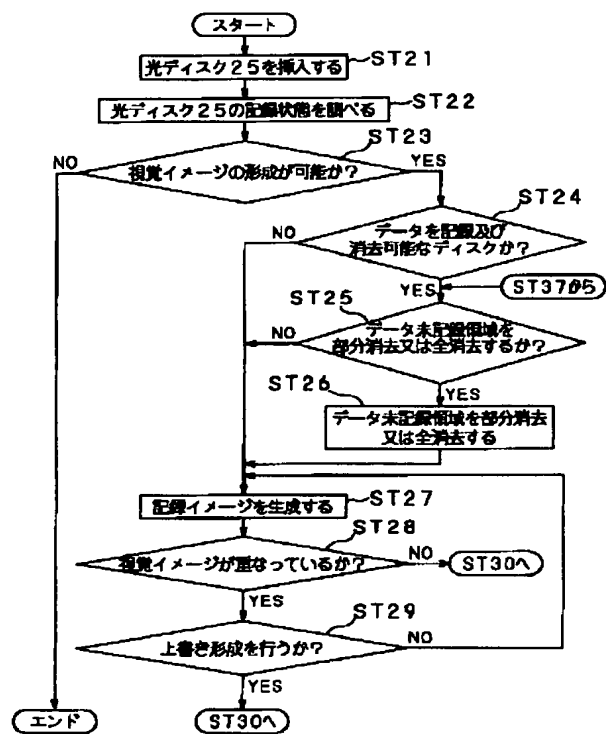 スタート
光ディスク25を挿入する
ST21
光ディスク25の記録状態を調べる
ST22
ST23
視覚イメージの形成が可能か?
NO
YES
ST24
データを記録及び
消去可能なディスクか?
NO
YES
ST37から
ST25
データ未記録領域を
部分消去又は全消去するか?
NO
YES
ST26
データ未記録領域を部分消去
又は全消去する
記録イメージを生成する
ST27
ST28
視覚イメージが重なっているか?
NO
ST30へ
YES
ST29
上書き形成を行うか?
NO
YES
エンド
ST30へ